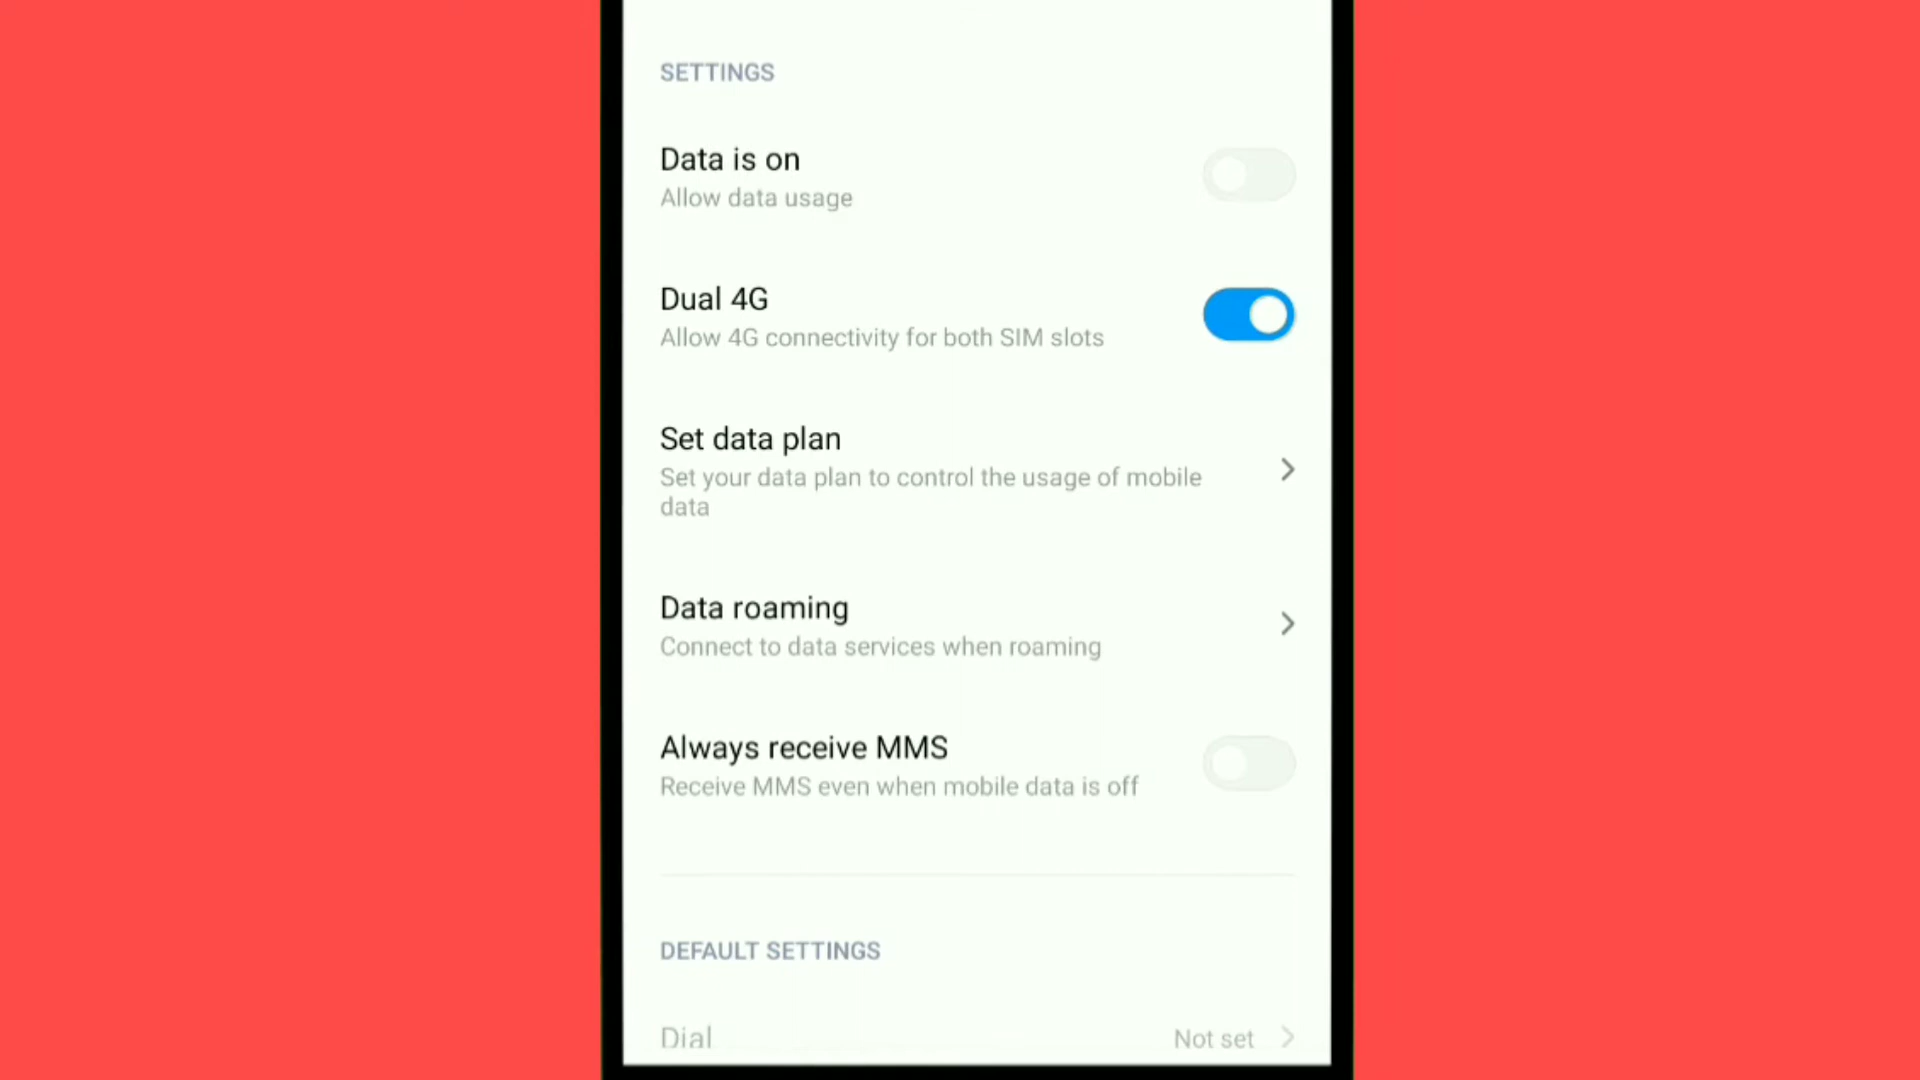 SETTINGS
Data is on
Allow data usage
Dual 4G
Allow 4G connectivity for both SIM slots
Set data plan
Set your data plan to control the usage of mobile
data
Data roaming
Connect to data services when roaming
Always receive MMS
Receive MMS even when mobile data is off
DEFAULT SETTINGS
Dial Not set